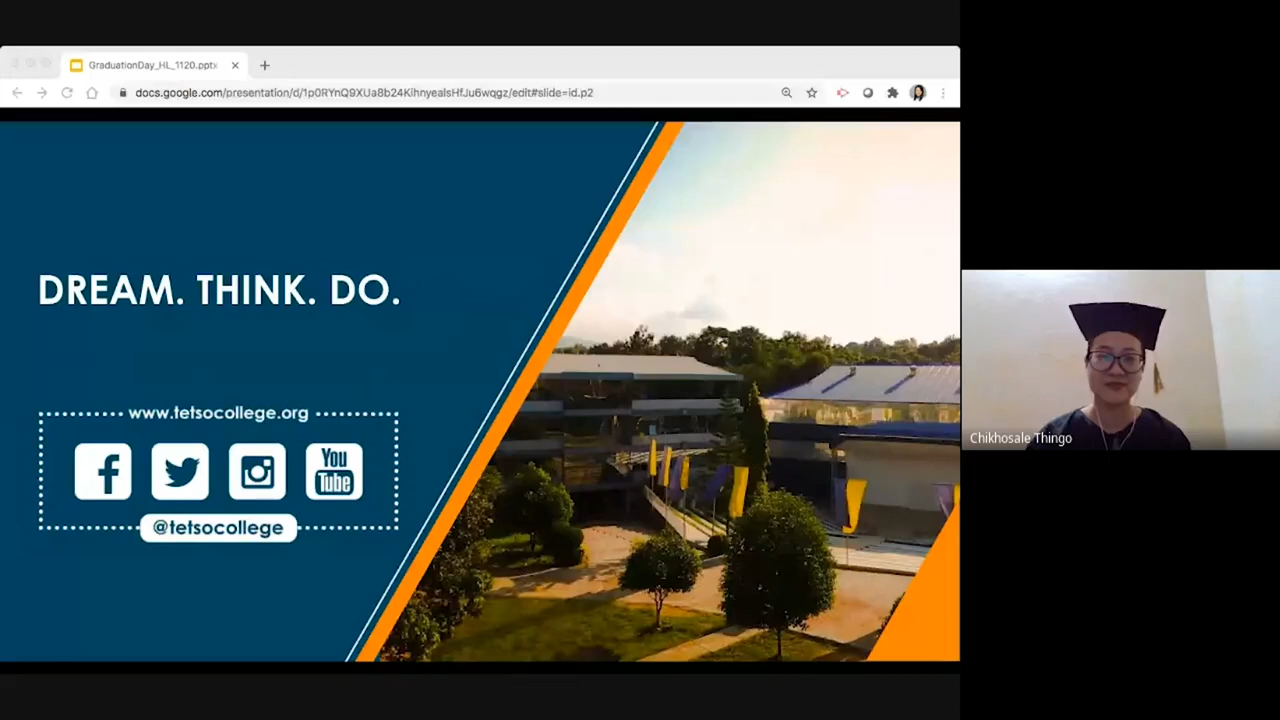 GraduationDay_HL_1120.pptx
docs.google.com/presentation/d/1p0RYnQ9XUa8b24KihnyealsHfJu6wqgz/edit#slide=id.p2
DREAM. THINK. DO.
www.tetsocollege.org
f
You
Tube
@tetsocollege
Chikhosale Thingo